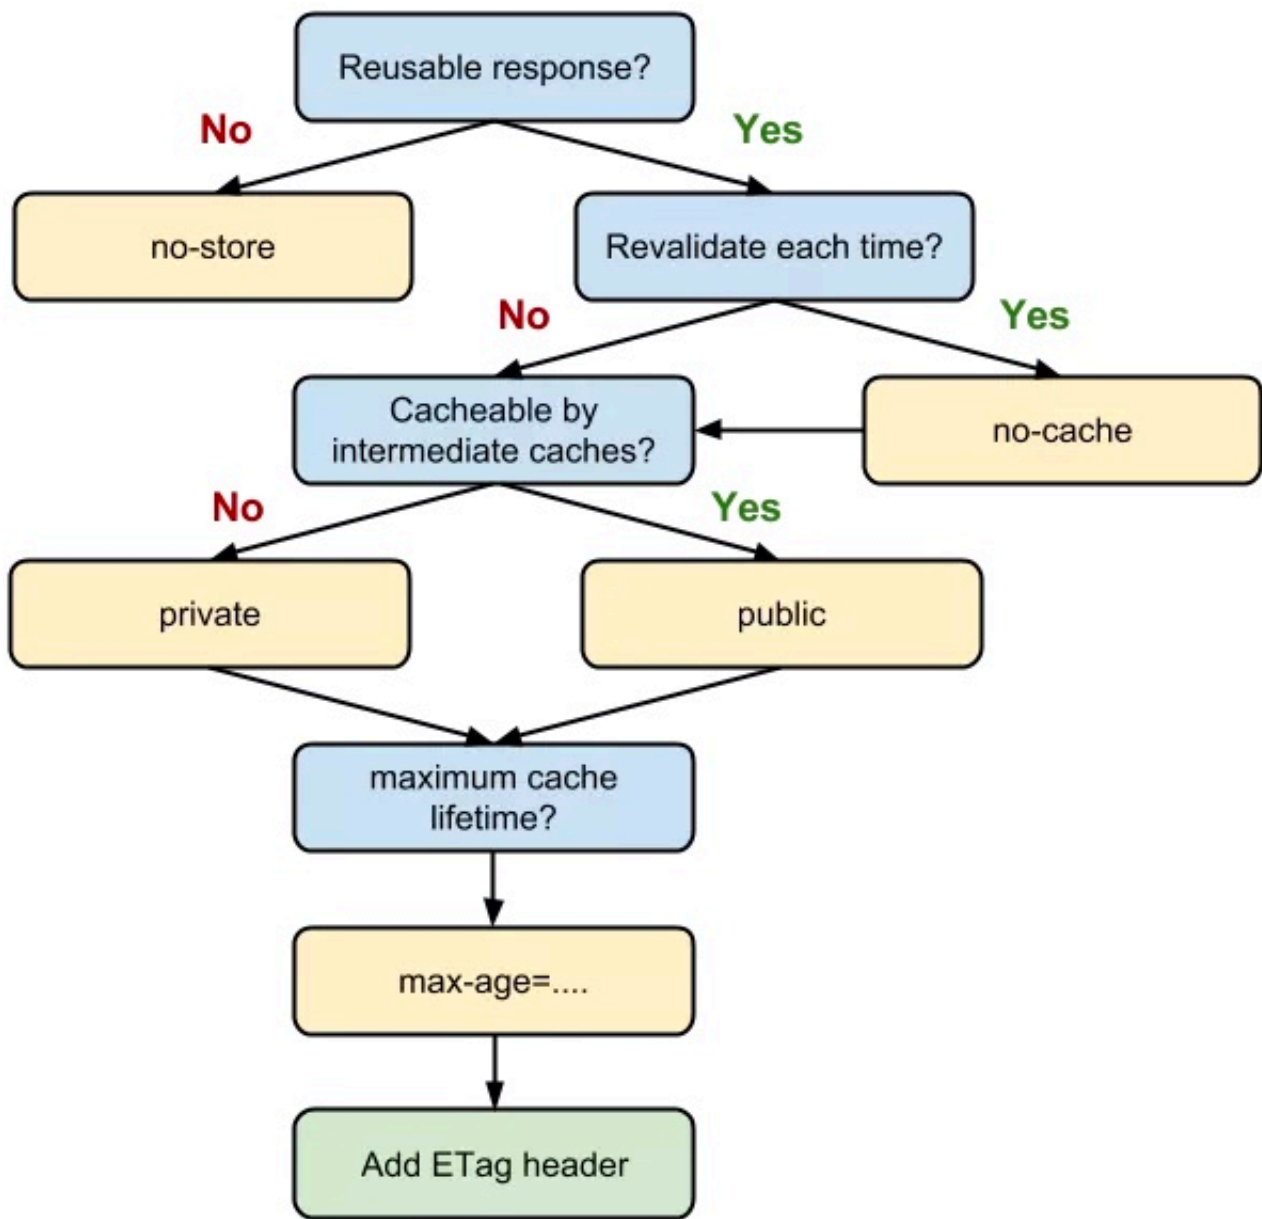 Reusable response?
No
Yes
no-store
Revalidate each time?
No
Yes
Cacheable by
intermediate caches?
no-cache
No
Yes
private
public
maximum cache
lifetime?
max-age=....
Add ETag header